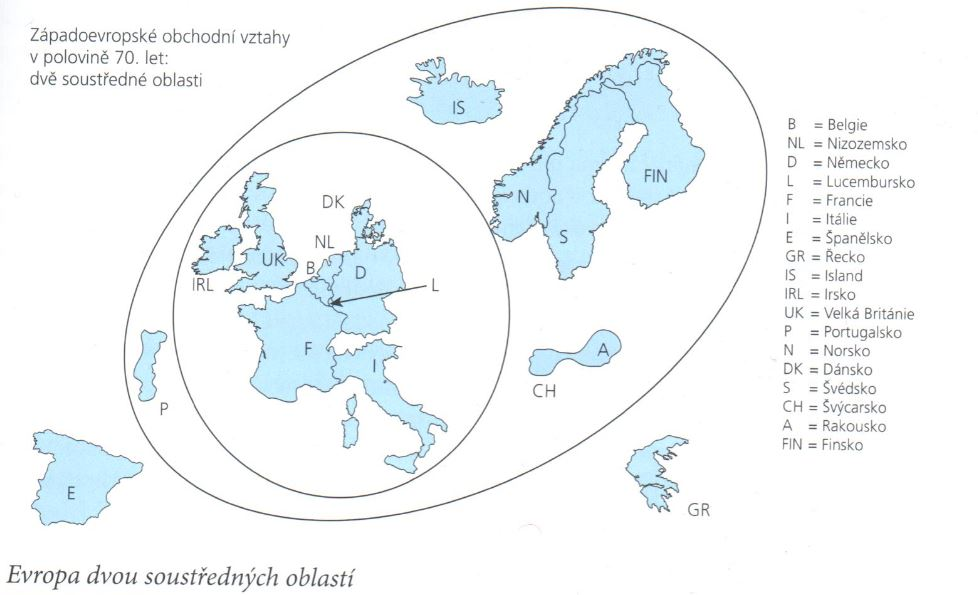 Západoevropské obchodní vztahy
v polovině 70. let:
dvě soustředné oblasti
IS
FIN
N
S
DK
NL
UK
B
D
IRL
L
F
I
A
CH
P
E
GR
B = Belgie
NL = Nizozemsko
D = Německo
L = Lucembursko
F = Francie
I = Itálie
E = Španělsko
GR = Řecko
IS = Island
IRL = Irsko
UK = Velká Británie
P = Portugalsko
N = Norsko
DK = Dánsko
S = Švédsko
CH = Švýcarsko
A = Rakousko
FIN = Finsko
Evropa dvou soustředných oblastí